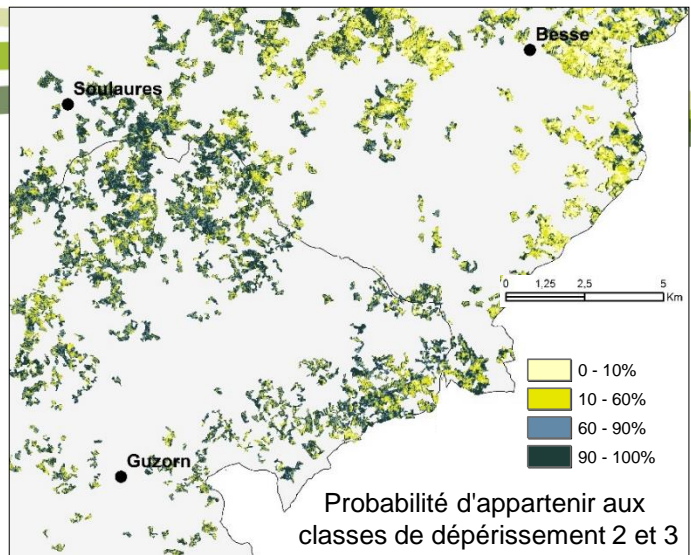 Besse
Soulaures
0 1,25 2,5 5
Km
0 - 10%
10 - 60%
60 - 90%
90 - 100%
Guzorn
Probabilité d'appartenir aux
classes de dépérissement 2 et 3